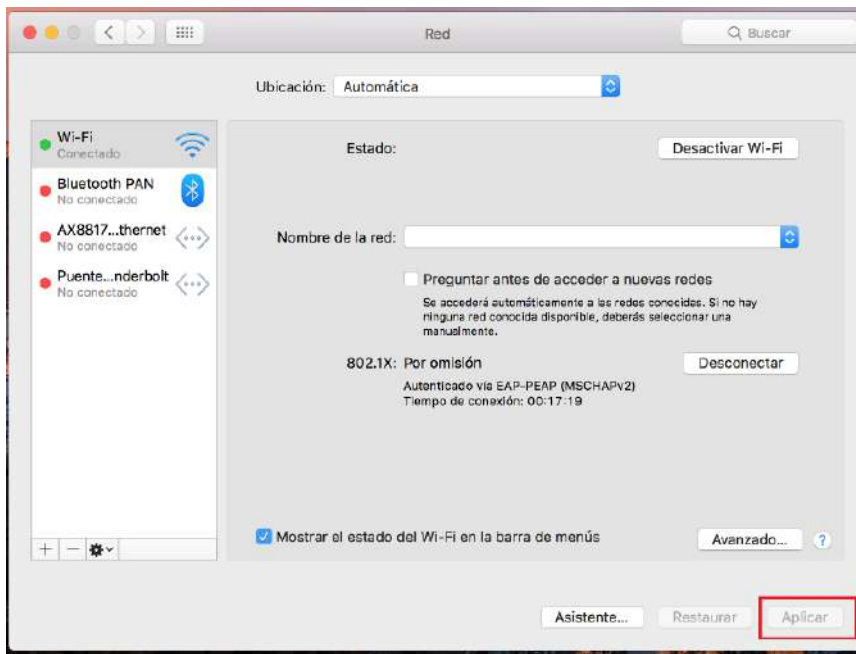 Red
Buscar
Ubicación: Automática
Wi-Fi
Conectado
Bluetooth PAN
No conectado
AX8817...thernet
No conectado
Puente...nderbolt
No conectado
Estado:
Desactivar Wi-Fi
Nombre de la red:
Preguntar antes de acceder a nuevas redes
Se accederá automáticamente a las redes conocidas. Si no hay
ninguna red conocida disponible, deberás seleccionar una
manualmente.
802.1X: Por omisión
Desconectar
Autenticado vía EAP-PEAP (MSCHAPv2)
Tiempo de conexión: 00:17:19
Mostrar el estado del Wi-Fi en la barra de menús
Avanzado...
?
Asistente...
Restaurar
Aplicar